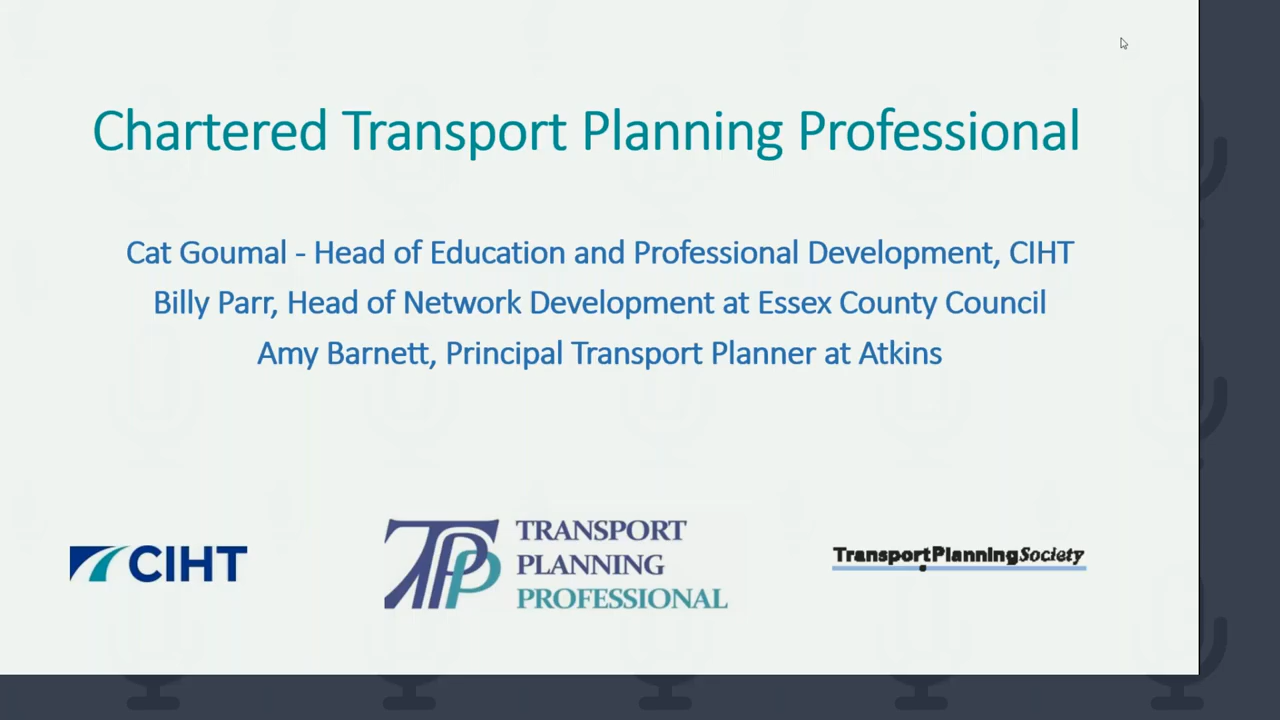 Chartered Transport Planning Professional
Cat Goumal - Head of Education and Professional Development, CIHT
Billy Parr, Head of Network Development at Essex County Council
Amy Barnett, Principal Transport Planner at Atkins
CIHT
TPP
TRANSPORT
PLANNING
PROFESSIONAL
TransportPlanningSociety